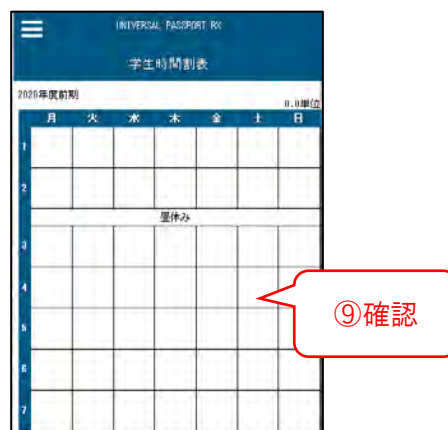 UNIVERSAL PASSPORT RX
学生時間割表
2020年度前期
0.0単位
月 火 水 木 金 土 日
1
2
昼休み
3
4
⑨確認
5
6
7